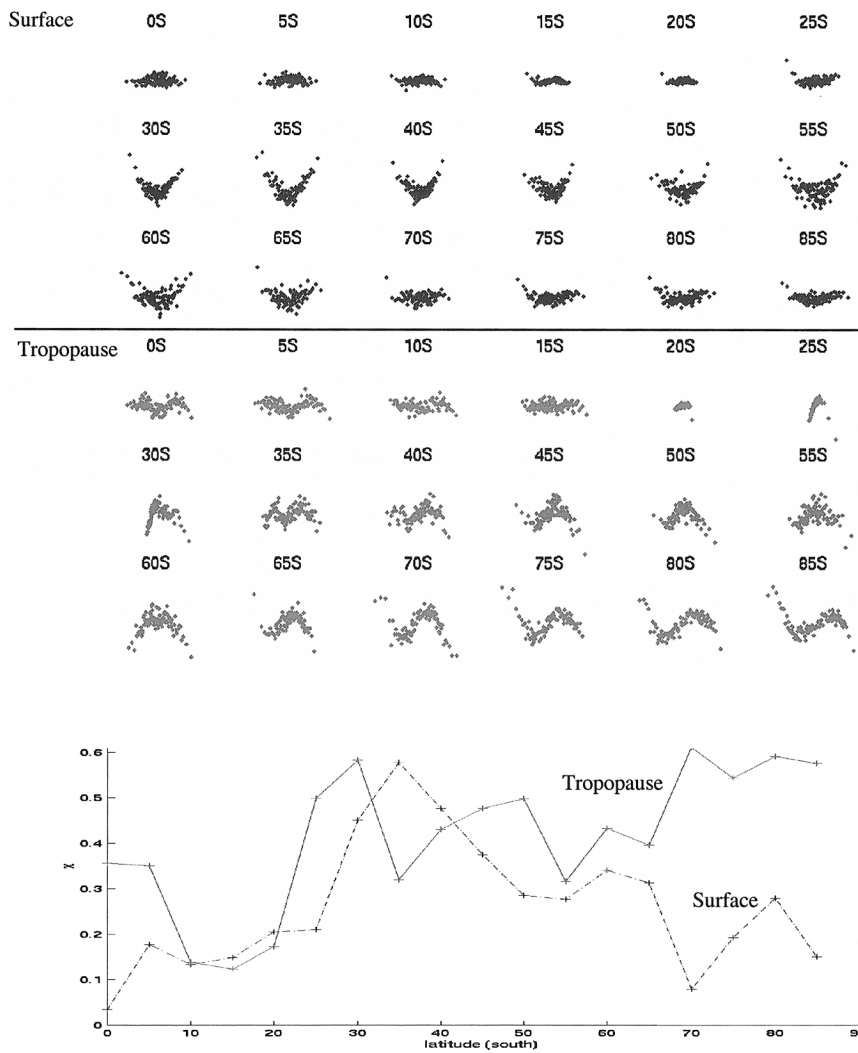 Surface 0S 5S 10S 15S 20S 25S
30S 35S 40S 45S 50S 55S
60S 65S 70S 75S 80S 85S
Tropopause 0S 5S 10S 15S 20S 25S
30S 35S 40S 45S 50S 55S
60S 65S 70S 75S 80S 85S
0.6
0.5
0.4
0.3
0.2
0.1
0
χ
Tropopause
Surface
0 10 20 30 40 50 60 70 80 9
latitude (south)